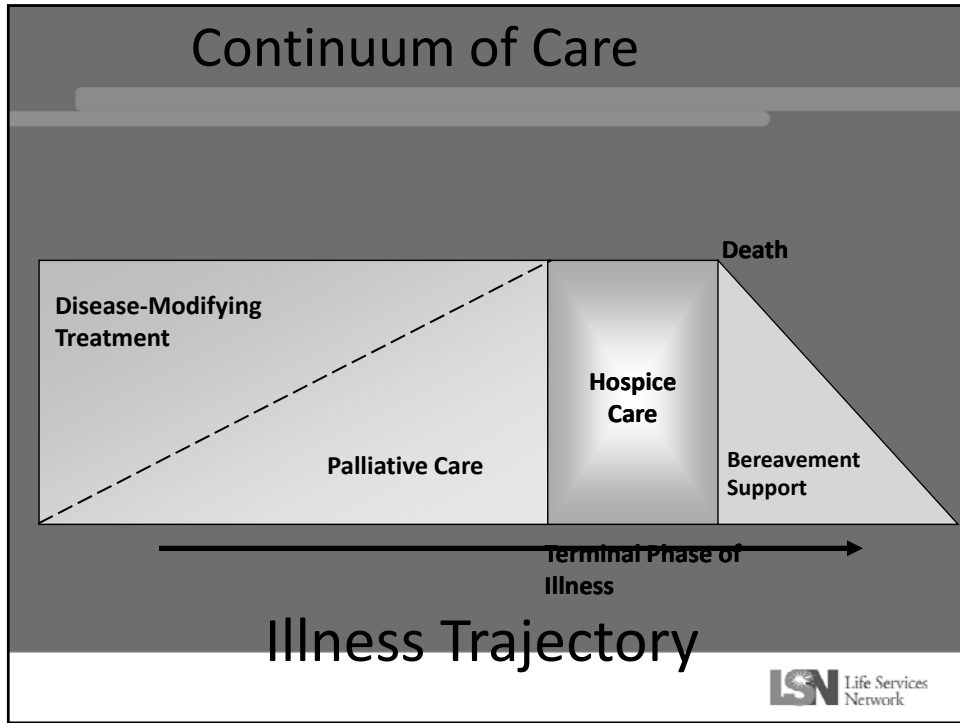 Continuum of Care
Death
Disease-Modifying
Treatment
Hospice
Care
Palliative Care
Bereavement
Support
Terminal Phase of
Illness
Illness Trajectory
LSN Life Services
Network